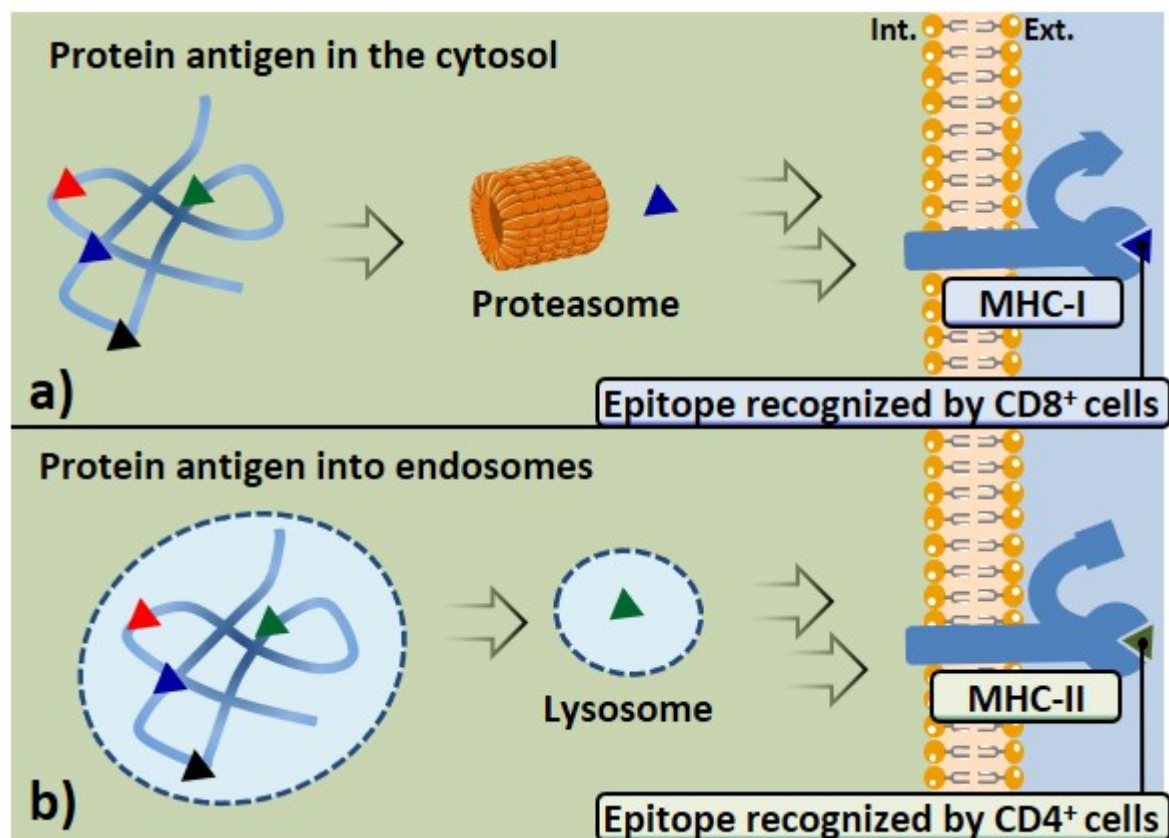 Protein antigen in the cytosol
Int.
Ext.
Proteasome
MHC-I
a)
Epitope recognized by CD8⁺ cells
Protein antigen into endosomes
Lysosome
MHC-II
b)
Epitope recognized by CD4⁺ cells